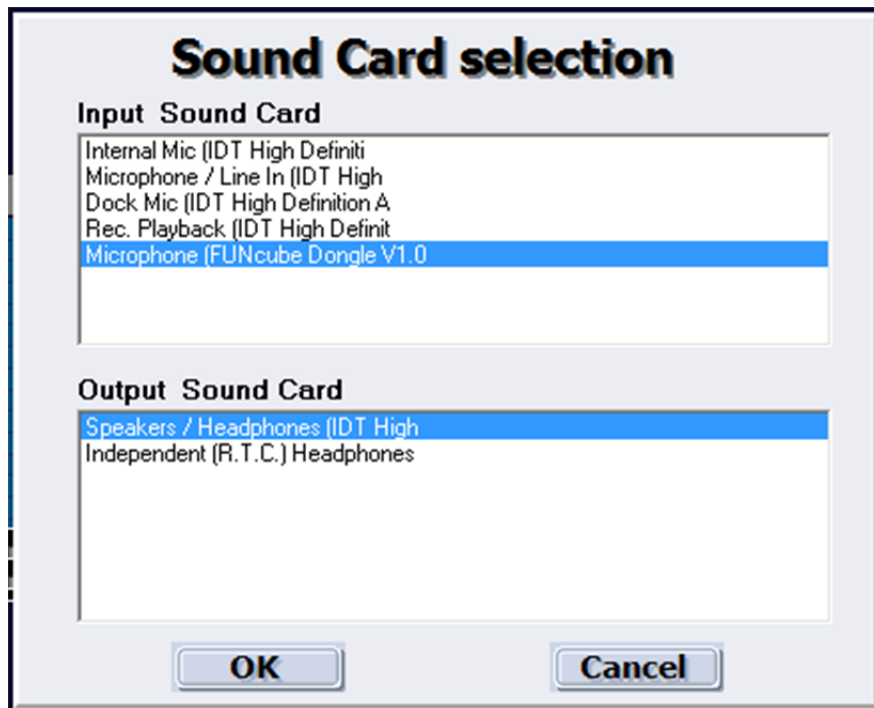 Sound Card selection
Input Sound Card
Internal Mic (IDT High Definiti
Microphone / Line In (IDT High
Dock Mic (IDT High Definition A
Rec. Playback (IDT High Definit
Microphone (FUNcube Dongle V1.0
Output Sound Card
Speakers / Headphones (IDT High
Independent (R.T.C.) Headphones
OK Cancel